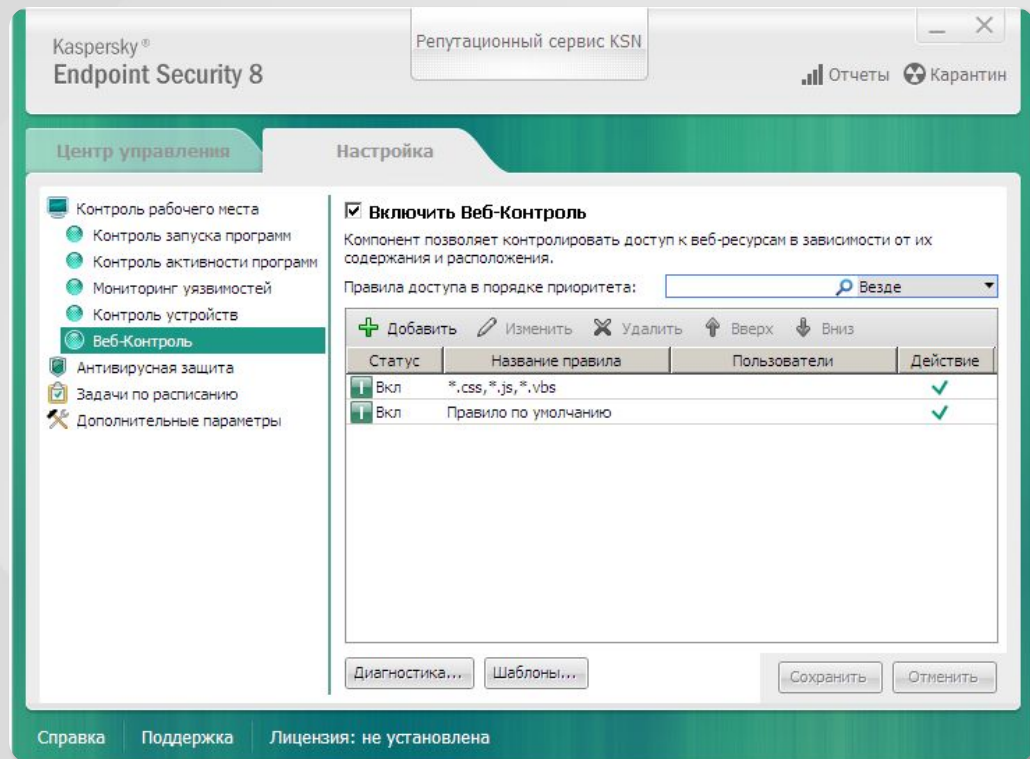 Kaspersky®
Endpoint Security 8
Репутационный сервис KSN
Отчеты Карантин
Центр управления
Настройка
Контроль рабочего места
Контроль запуска программ
Контроль активности программ
Мониторинг уязвимостей
Контроль устройств
Веб-Контроль
Антивирусная защита
Задачи по расписанию
Дополнительные параметры
Включить Веб-Контроль
Компонент позволяет контролировать доступ к веб-ресурсам в зависимости от их
содержания и расположения.
Правила доступа в порядке приоритета: Везде
Добавить Изменить Удалить Вверх Вниз
Статус Название правила Пользователи Действие
Вкл *.css,*.js,*.vbs
Вкл Правило по умолчанию
Диагностика... Шаблоны...
Сохранить Отменить
Справка Поддержка Лицензия: не установлена